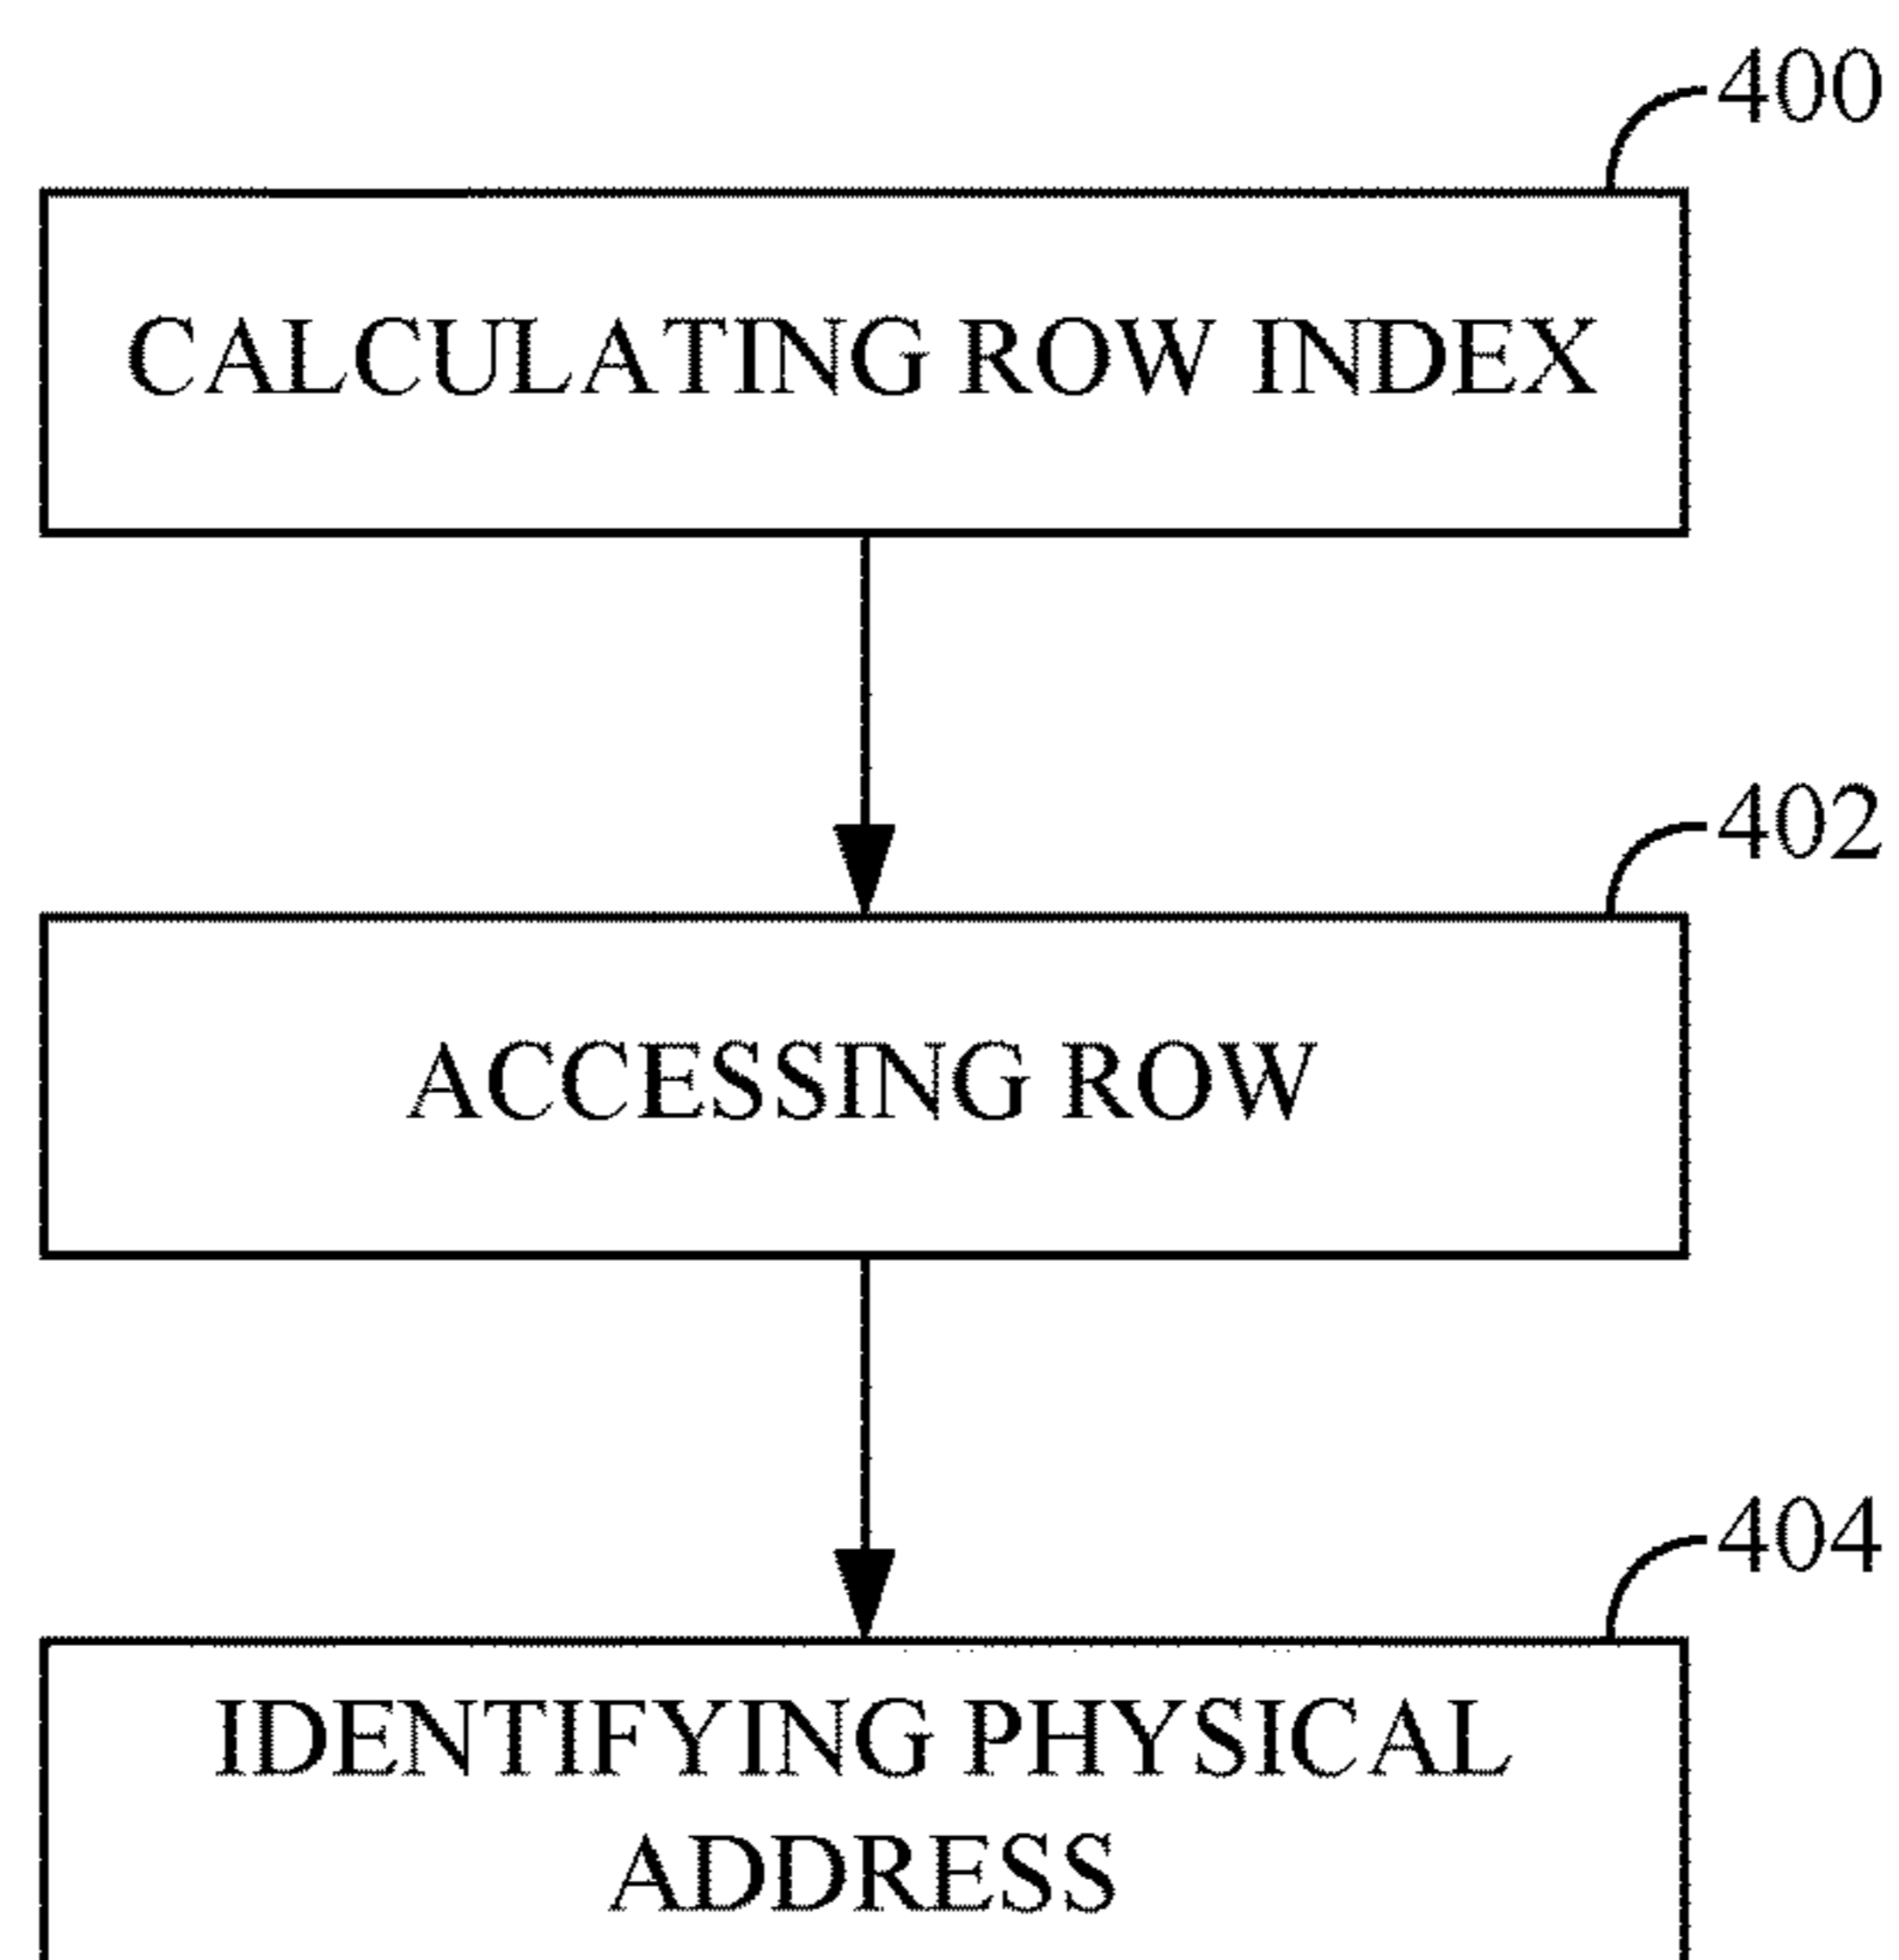 400
CALCULATING ROW INDEX
402
ACCESSING ROW
404
IDENTIFYING PHYSICAL
ADDRESS